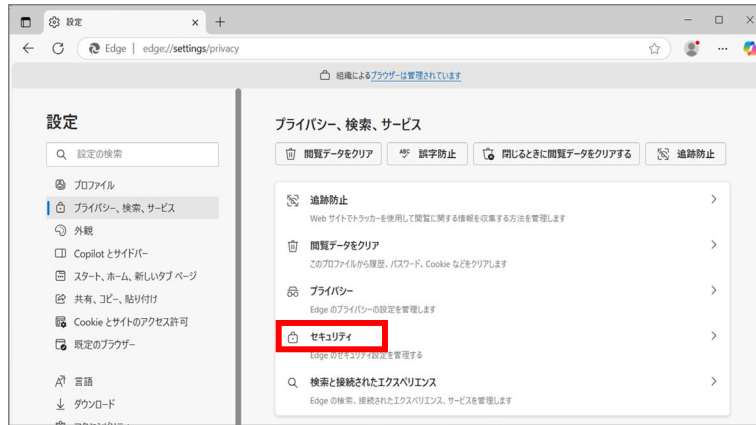 設定
Edge | edge://settings/privacy
組織によるブラウザーは管理されています
設定
設定の検索
プロファイル
プライバシー、検索、サービス
外観
Copilot とサイドバー
スタート、ホーム、新しいタブ ページ
共有、コピー、貼り付け
Cookie とサイトのアクセス許可
既定のブラウザー
言語
ダウンロード
プライバシー、検索、サービス
閲覧データをクリア
ABC 誤字防止
閉じるときに閲覧データをクリアする
追跡防止
追跡防止
Web サイトでトラッカーを使用して閲覧に関する情報を収集する方法を管理します
閲覧データをクリア
このプロファイルから履歴、パスワード、Cookie などをクリアします
プライバシー
Edge のプライバシーの設定を管理します
セキュリティ
Edge のセキュリティ設定を管理する
検索と接続されたエクスペリエンス
Edge の検索、接続されたエクスペリエンス、サービスを管理します